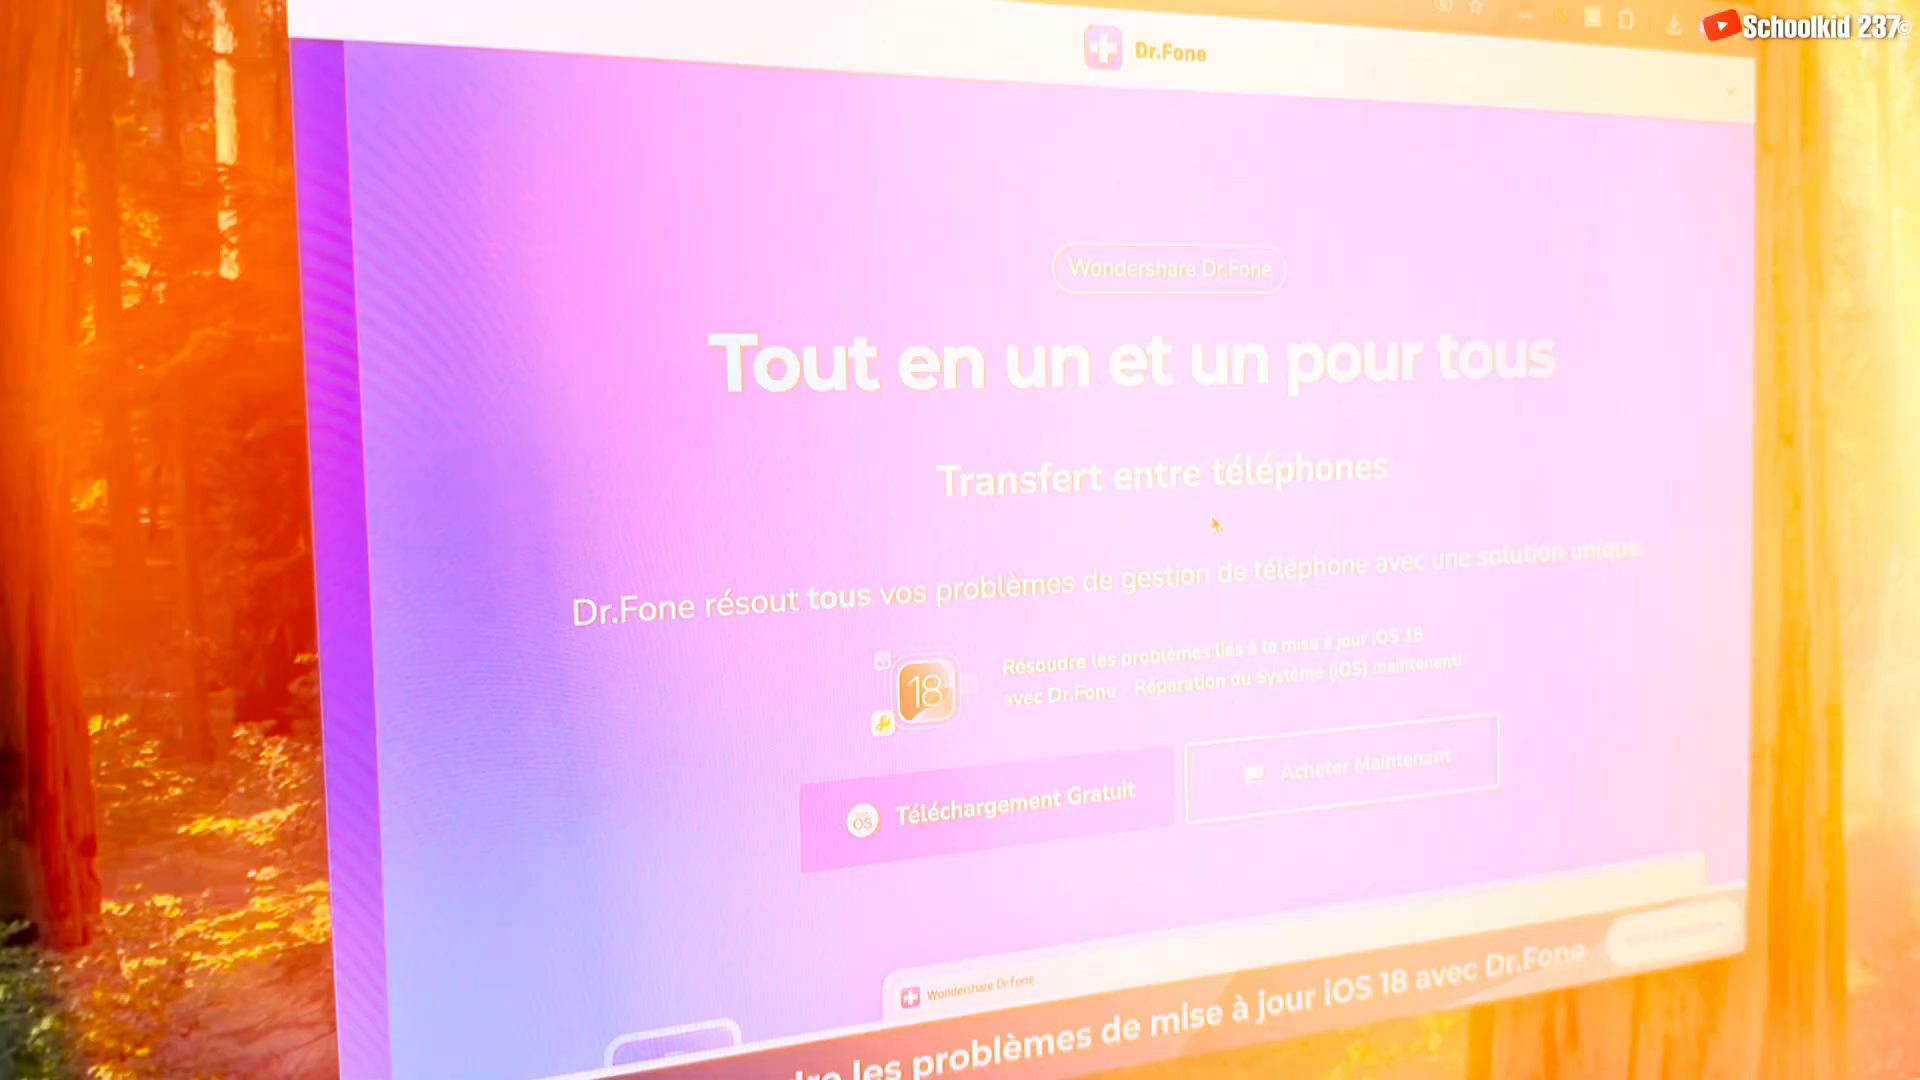 Schoolkid 237©
Dr.Fone
Wondershare Dr.Fone
Tout en un et un pour tous
Transfert entre téléphones
Dr.Fone résout tous vos problèmes de gestion de téléphone avec une solution unique.
18
Résoudre les problèmes liés à la mise à jour iOS 18
avec Dr.Fone - Réparation du Système (iOS) maintenant!
OS
Téléchargement Gratuit
Acheter Maintenant
Wondershare Dr.Fone
les problèmes de mise à jour iOS 18 avec Dr.Fone